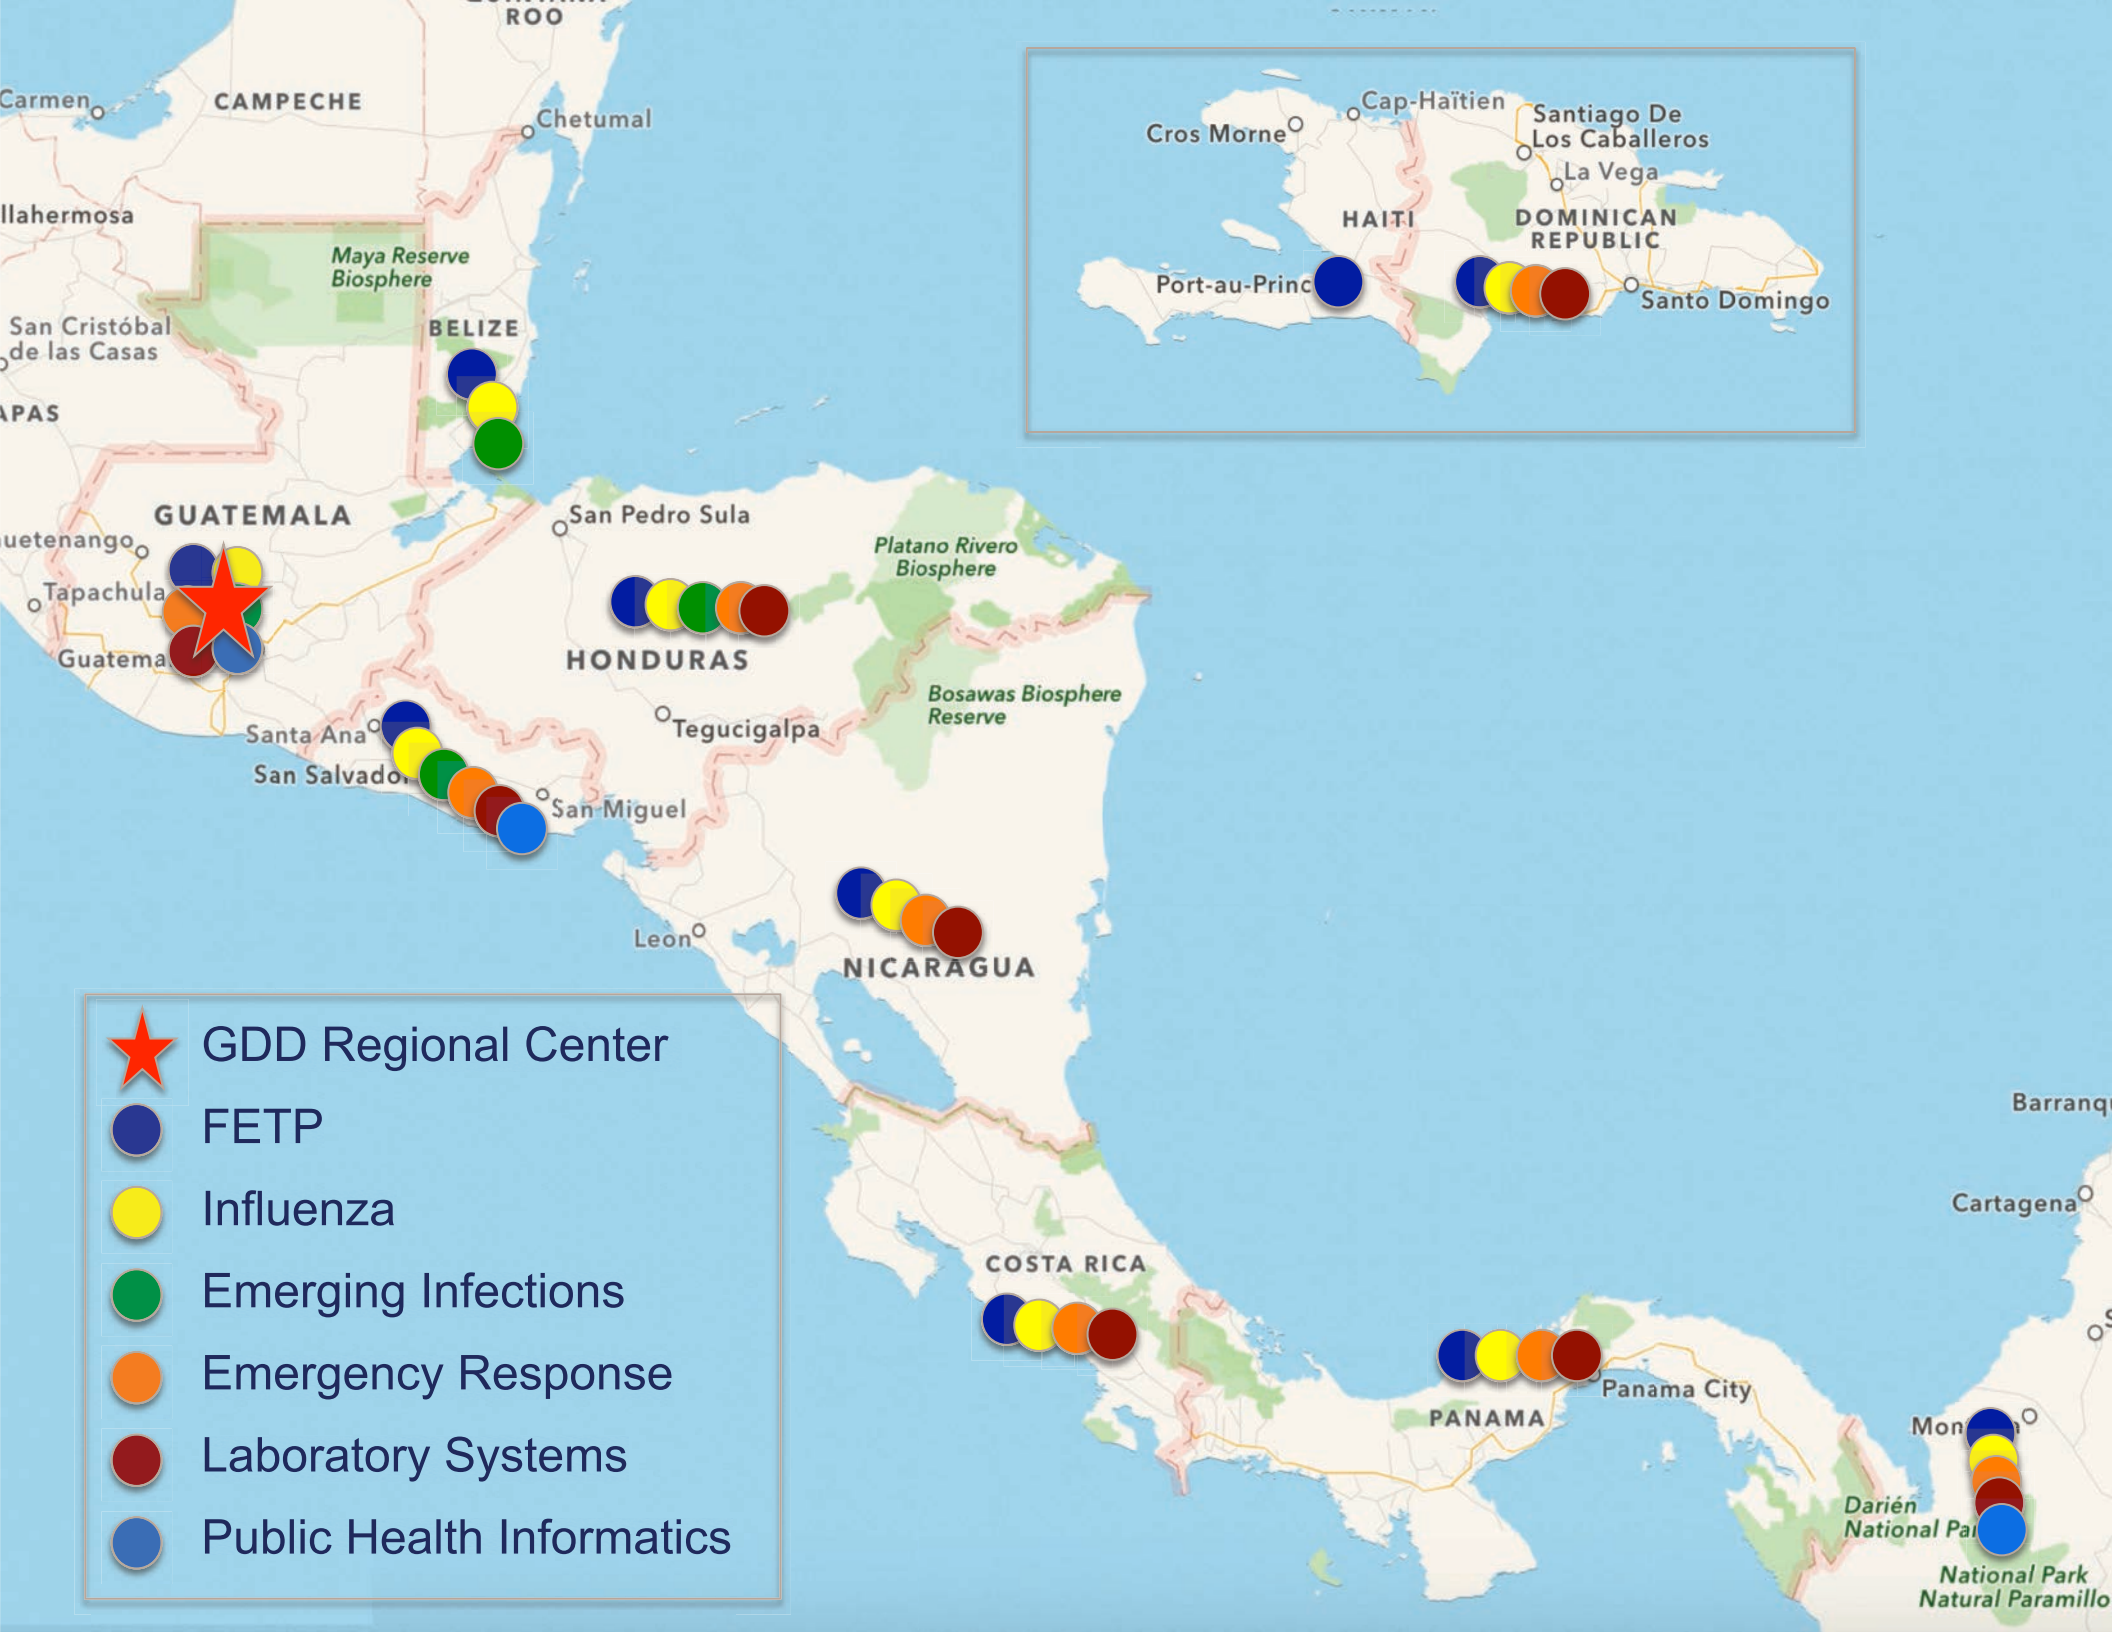 ROO
Carmen
CAMPECHE
Chetumal
Cap-Haïtien
Cros Morne
Santiago De
Los Caballeros
La Vega
HAITI
DOMINICAN
REPUBLIC
Port-au-Princ
Santo Domingo
llahermosa
Maya Reserve
Biosphere
San Cristóbal
de las Casas
BELIZE
APAS
GUATEMALA
San Pedro Sula
uetenango
Platano Rivero
Biosphere
Tapachula
Guatema
HONDURAS
Bosawas Biosphere
Reserve
Tegucigalpa
Santa Ana
San Salvador
San Miguel
Leon
NICARAGUA
GDD Regional Center
FETP
Influenza
Emerging Infections
Emergency Response
Laboratory Systems
Public Health Informatics
COSTA RICA
Barranqu
Cartagena
S
Panama City
PANAMA
Mon
Darién
National Par
National Park
Natural Paramillo